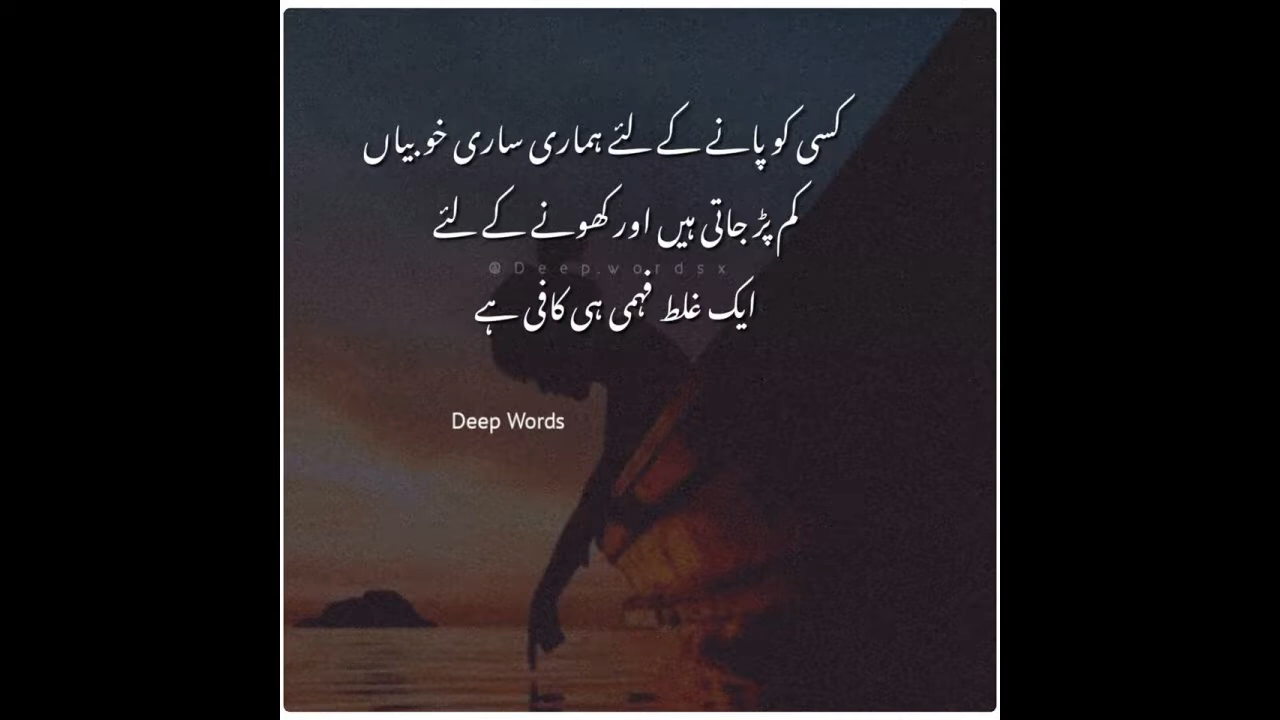 کسی کو پانے کے لئے ہماری ساری خوبیاں
کم پڑ جاتی ہیں اور کھونے کے لئے
@Deep.wordsx
ایک غلط فہمی ہی کافی ہے
Deep Words